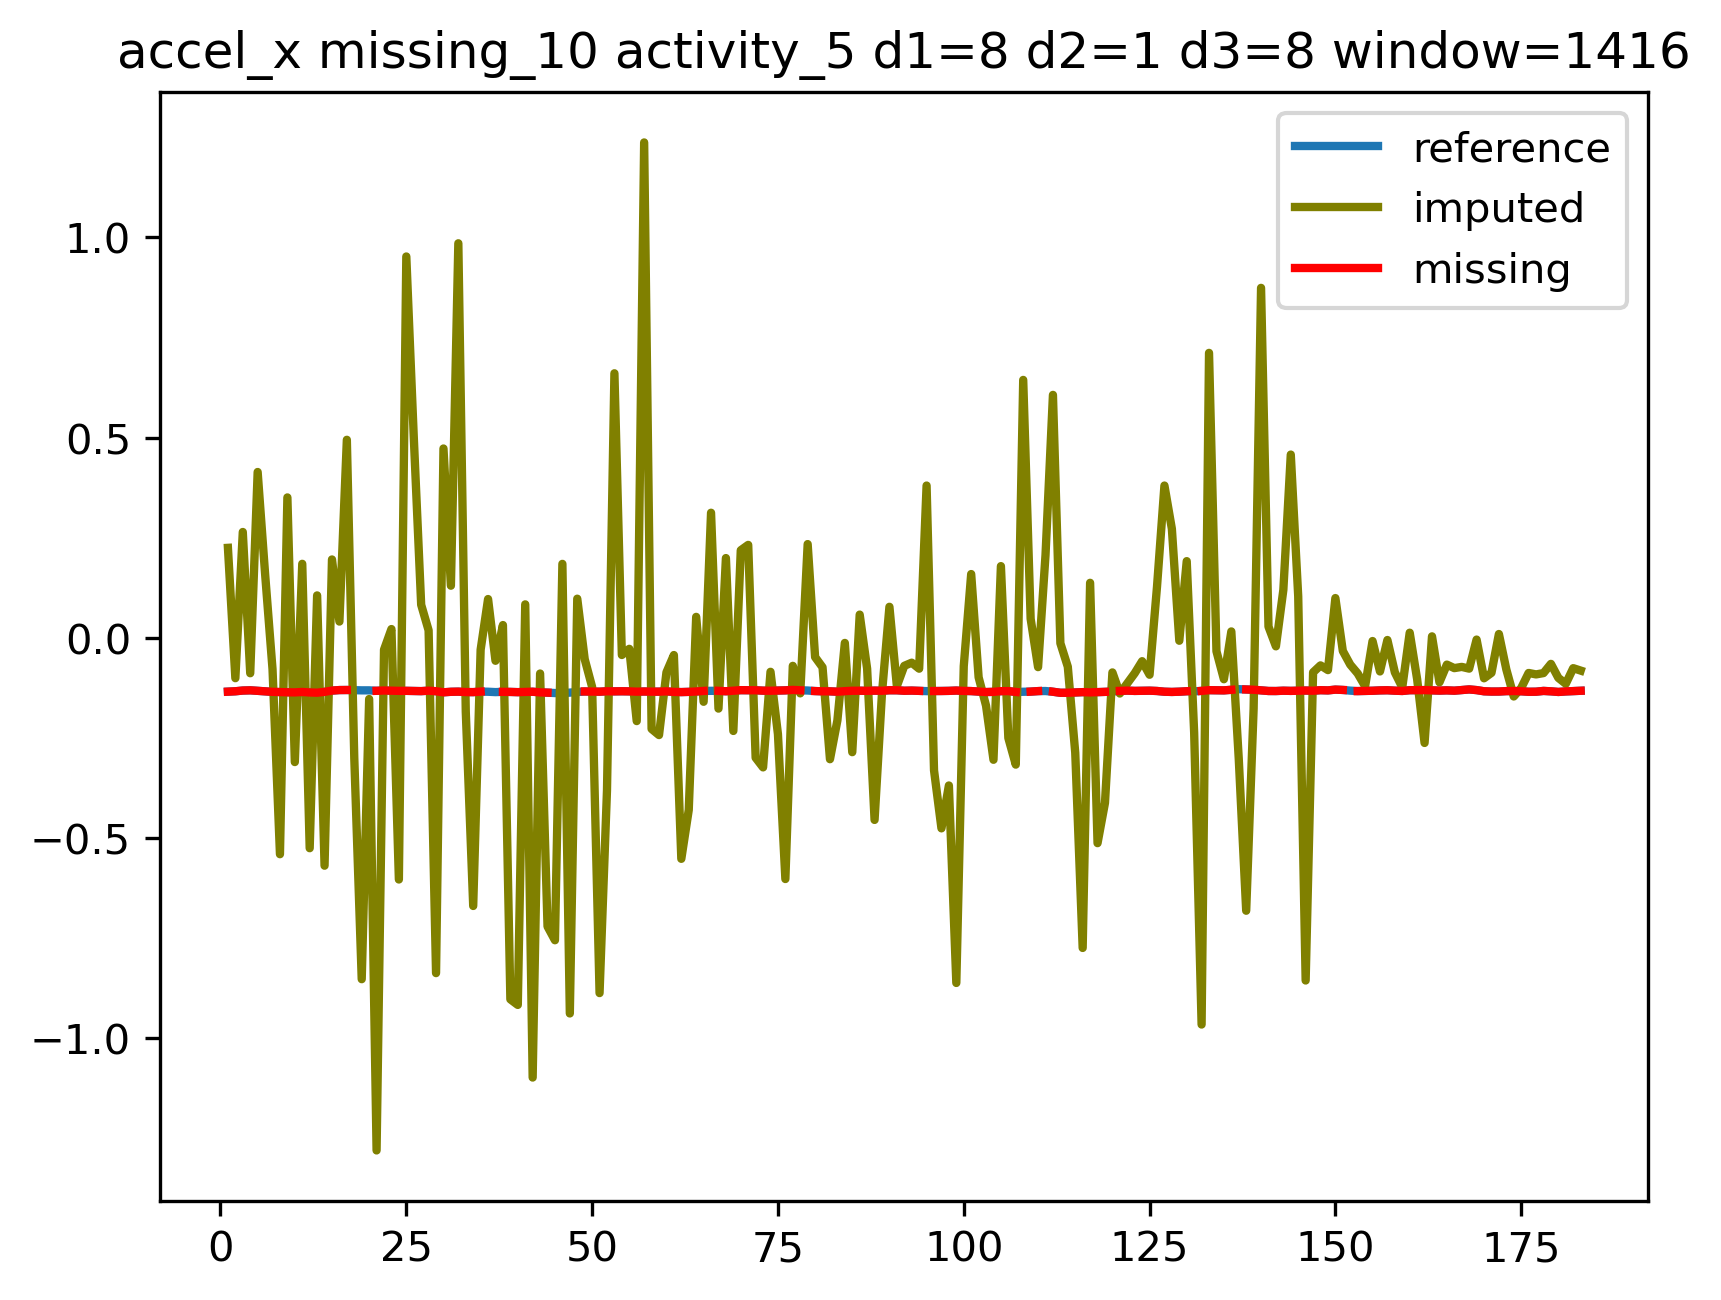 accel_x missing_10 activity_5 d1=8 d2=1 d3=8 window=1416
reference
imputed
missing
1.0
0.5
0.0
−0.5
−1.0
0 25 50 75 100 125 150 175